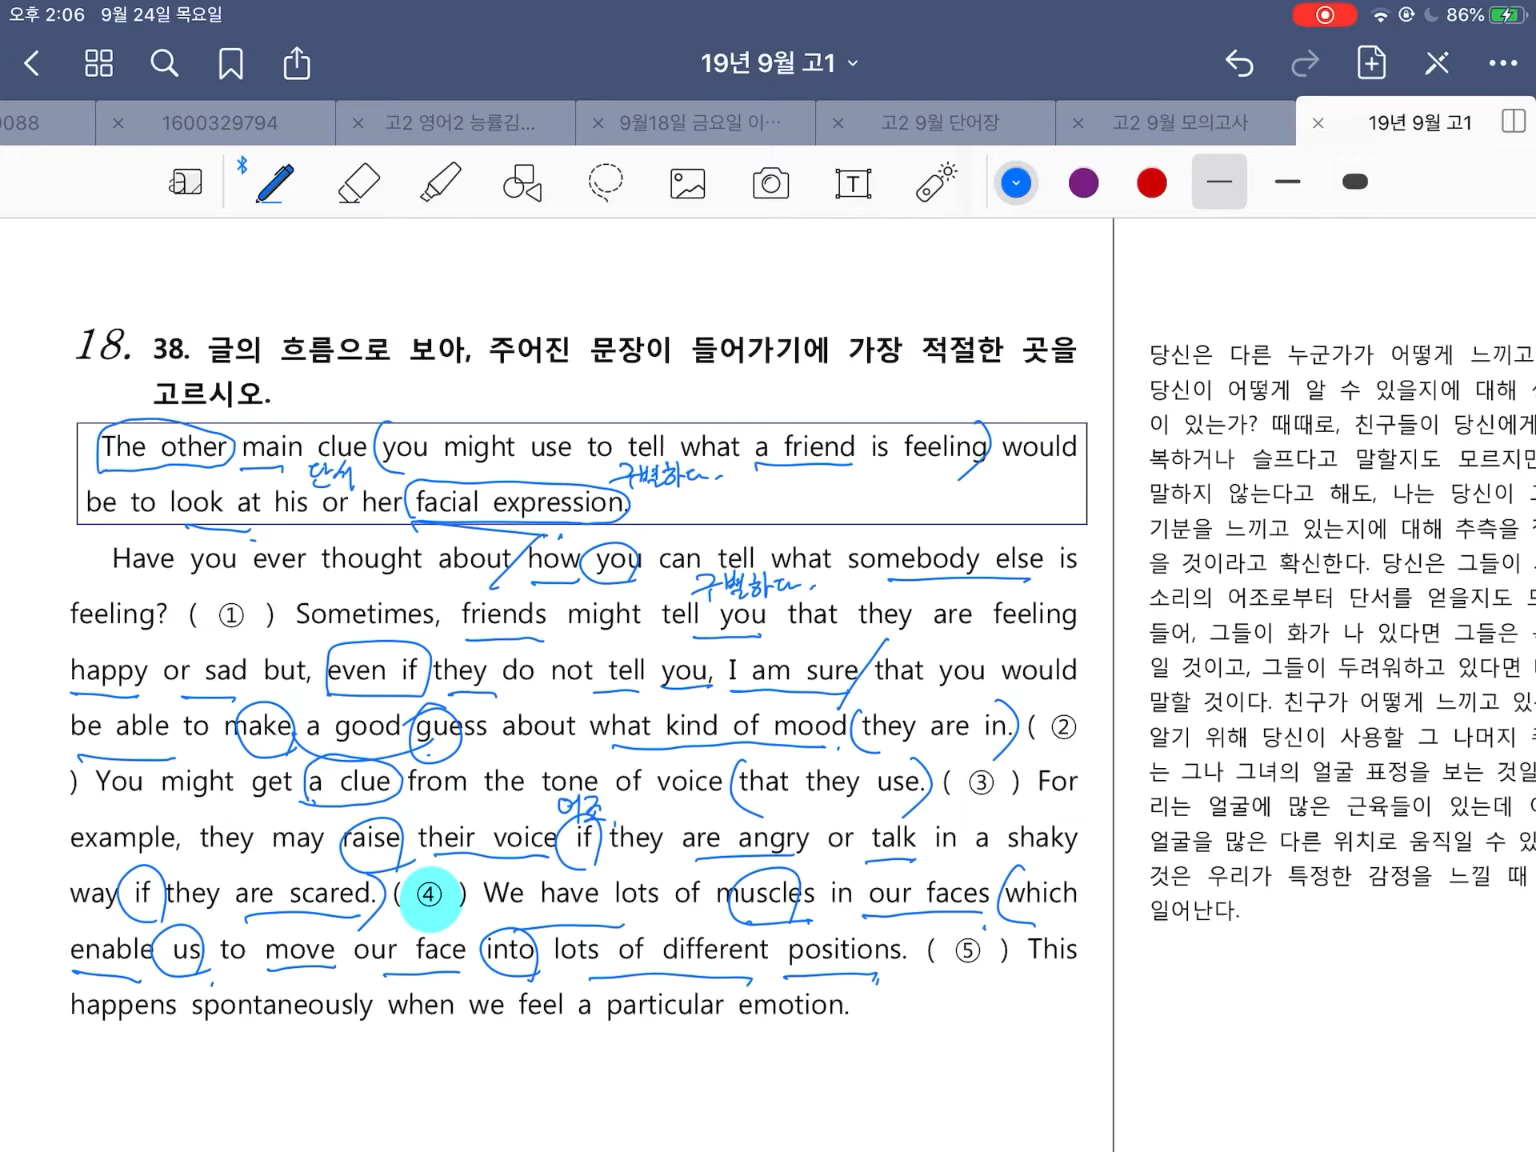 오후 2:06 9월 24일 목요일
86%
19년 9월 고1
0088
1600329794
고2 영어2 능률김...
9월18일 금요일 이...
고2 9월 단어장
고2 9월 모의고사
19년 9월 고1
18. 38. 글의 흐름으로 보아, 주어진 문장이 들어가기에 가장 적절한 곳을
고르시오.
The other main clue you might use to tell what a friend is feeling would
단서 구별하다.
be to look at his or her facial expression.
Have you ever thought about how you can tell what somebody else is
구별하다.
feeling? ( ① ) Sometimes, friends might tell you that they are feeling
happy or sad but, even if they do not tell you, I am sure that you would
be able to make a good guess about what kind of mood they are in. ( ②
) You might get a clue from the tone of voice that they use. ( ③ ) For
어조
example, they may raise their voice if they are angry or talk in a shaky
way if they are scared. ( ④ ) We have lots of muscles in our faces which
enable us to move our face into lots of different positions. ( ⑤ ) This
happens spontaneously when we feel a particular emotion.
당신은 다른 누군가가 어떻게 느끼고
당신이 어떻게 알 수 있을지에 대해
이 있는가? 때때로, 친구들이 당신에게
복하거나 슬프다고 말할지도 모르지만
말하지 않는다고 해도, 나는 당신이
기분을 느끼고 있는지에 대해 추측을
을 것이라고 확신한다. 당신은 그들이
소리의 어조로부터 단서를 얻을지도
들어, 그들이 화가 나 있다면 그들은
일 것이고, 그들이 두려워하고 있다면
말할 것이다. 친구가 어떻게 느끼고
알기 위해 당신이 사용할 그 나머지
는 그나 그녀의 얼굴 표정을 보는 것일
리는 얼굴에 많은 근육들이 있는데
얼굴을 많은 다른 위치로 움직일 수
것은 우리가 특정한 감정을 느낄 때
일어난다.